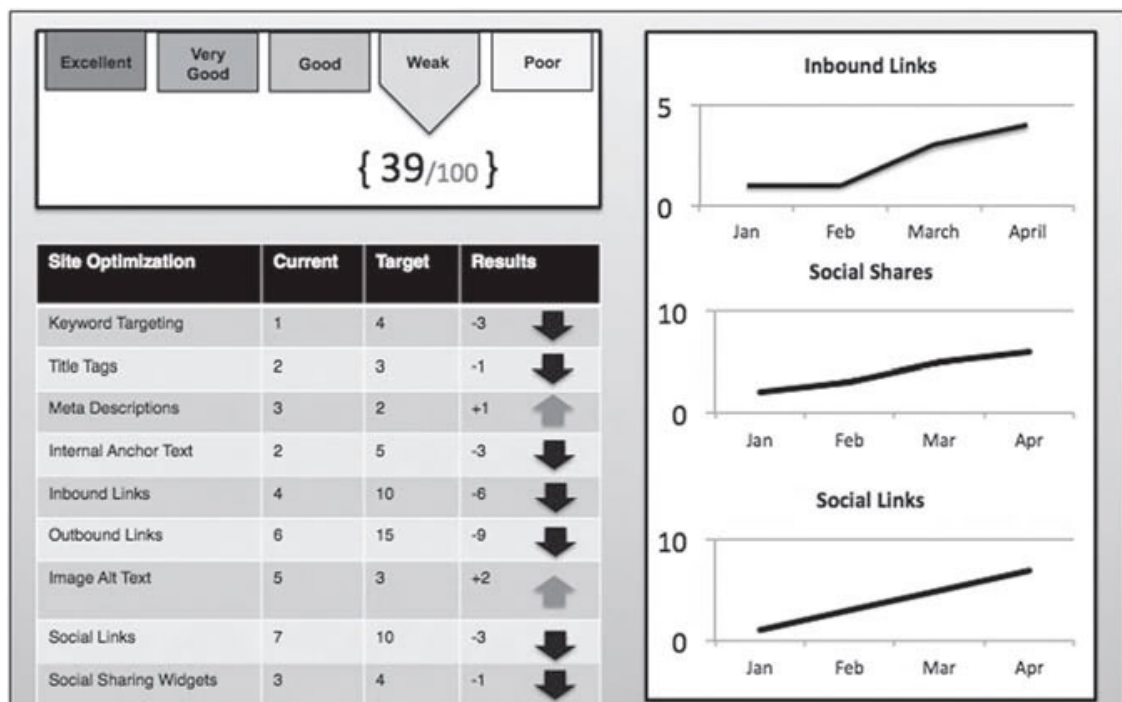 Excellent
Very
Good
Good
Weak
Poor
{ 39/100 }
Site Optimization Current Target Results
Keyword Targeting 1 4 -3
Title Tags 2 3 -1
Meta Descriptions 3 2 +1
Internal Anchor Text 2 5 -3
Inbound Links 4 10 -6
Outbound Links 6 15 -9
Image Alt Text 5 3 +2
Social Links 7 10 -3
Social Sharing Widgets 3 4 -1
Inbound Links
5
0
Jan Feb March April
Social Shares
10
0
Jan Feb Mar Apr
Social Links
10
0
Jan Feb Mar Apr